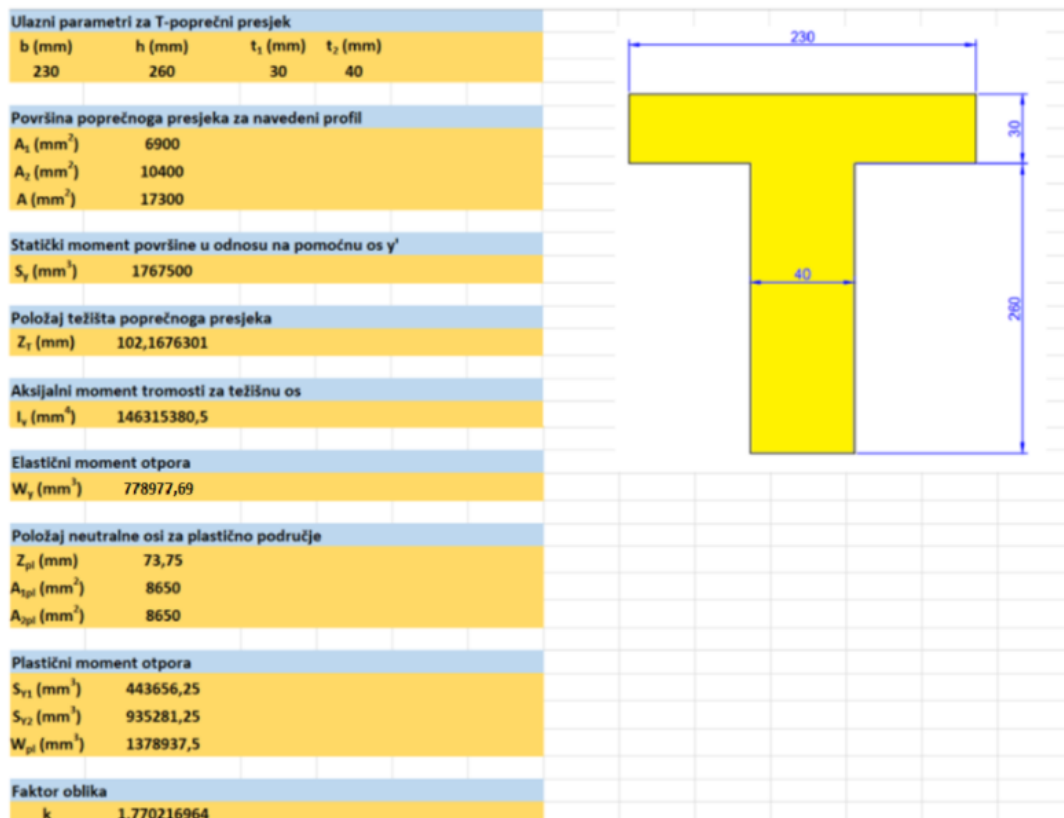 Ulazni parametri za T-poprečni presjek
b (mm) h (mm) t₁ (mm) t₂ (mm)
230 260 30 40
Površina poprečnoga presjeka za navedeni profil
A₁ (mm²) 6900
A₂ (mm²) 10400
A (mm²) 17300
Statički moment površine u odnosu na pomoćnu os y'
Sᵧ (mm³) 1767500
Položaj težišta poprečnoga presjeka
Z_T (mm) 102,1676301
Aksijalni moment tromosti za težišnu os
Iᵧ (mm⁴) 146315380,5
Elastični moment otpora
Wᵧ (mm³) 778977,69
Položaj neutralne osi za plastično područje
Z_pl (mm) 73,75
A_1pl (mm²) 8650
A_2pl (mm²) 8650
Plastični moment otpora
S_Y1 (mm³) 443656,25
S_Y2 (mm³) 935281,25
W_pl (mm³) 1378937,5
Faktor oblika
k 1,770216964
230
30
40
260